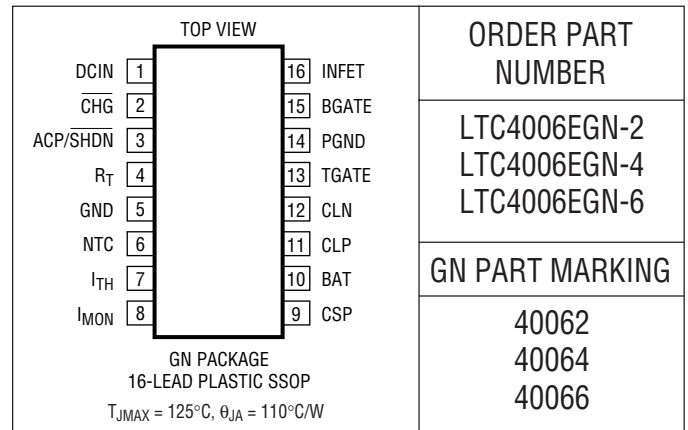 TOP VIEW
DCIN 1
C̅H̅G̅ 2
ACP/S̅H̅D̅N̅ 3
RT 4
GND 5
NTC 6
ITH 7
IMON 8
16 INFET
15 BGATE
14 PGND
13 TGATE
12 CLN
11 CLP
10 BAT
9 CSP
GN PACKAGE
16-LEAD PLASTIC SSOP
TJMAX = 125°C, θJA = 110°C/W
ORDER PART
NUMBER
LTC4006EGN-2
LTC4006EGN-4
LTC4006EGN-6
GN PART MARKING
40062
40064
40066